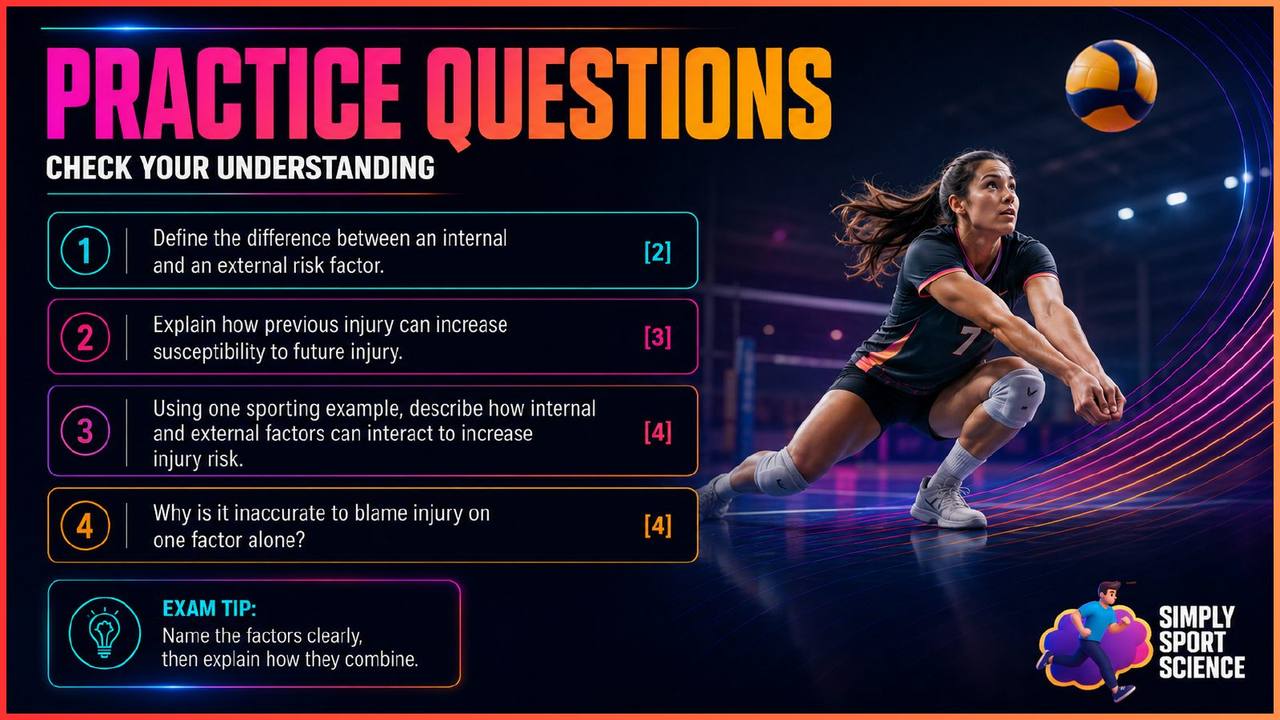 PRACTICE QUESTIONS
CHECK YOUR UNDERSTANDING
1
Define the difference between an internal
and an external risk factor.
[2]
2
Explain how previous injury can increase
susceptibility to future injury.
[3]
3
Using one sporting example, describe how internal
and external factors can interact to increase
injury risk.
[4]
4
Why is it inaccurate to blame injury on
one factor alone?
[4]
EXAM TIP:
Name the factors clearly,
then explain how they combine.
7
SIMPLY
SPORT
SCIENCE